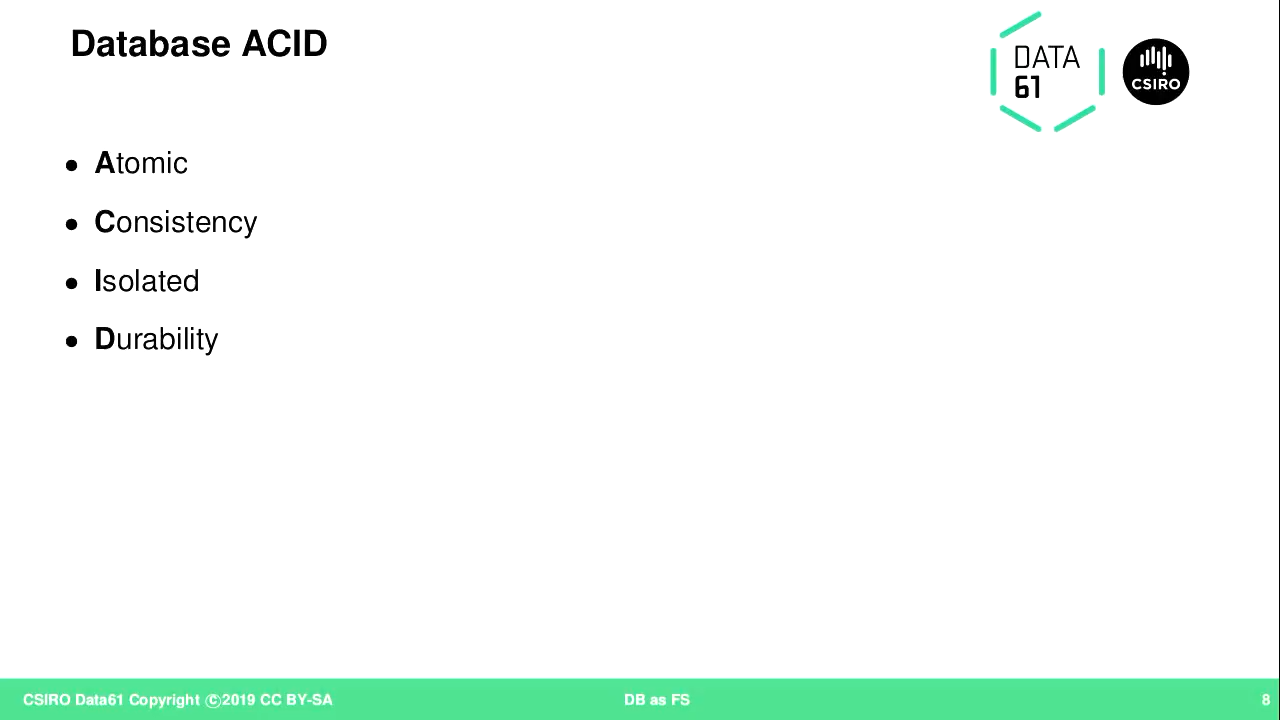 Database ACID
DATA
61
CSIRO
• Atomic
• Consistency
• Isolated
• Durability
CSIRO Data61 Copyright ©2019 CC BY-SA
DB as FS
8